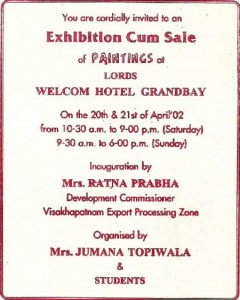 You are cordially invited to an
Exhibition Cum Sale
of PAINTINGS at
LORDS
WELCOM HOTEL GRANDBAY
On the 20th & 21st of April'02
from 10-30 a.m. to 9-00 p.m. (Saturday)
9-30 a.m. to 6-00 p.m. (Sunday)
Inauguration by
Mrs. RATNA PRABHA
Development Commissioner
Visakhapatnam Export Processing Zone
Organised by
Mrs. JUMANA TOPIWALA
&
STUDENTS